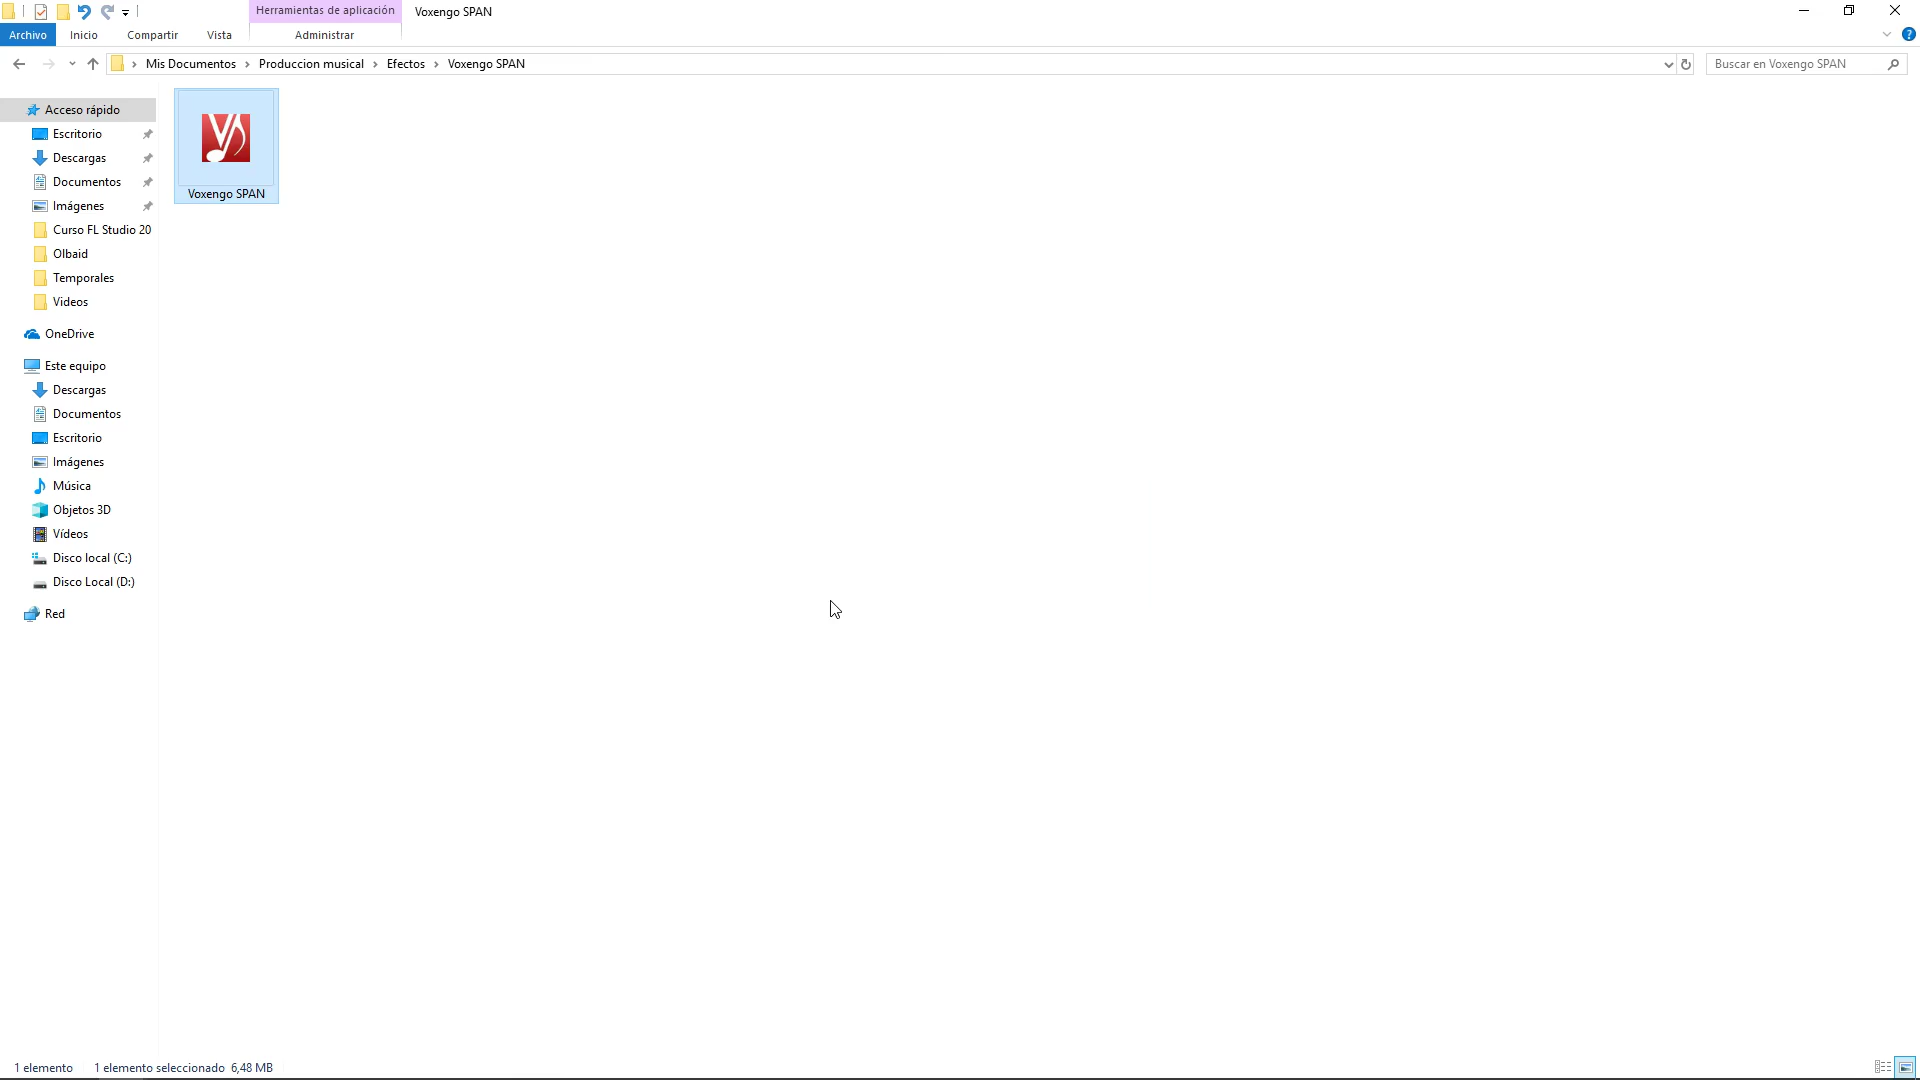 Herramientas de aplicación
Voxengo SPAN
Archivo
Inicio
Compartir
Vista
Administrar
Mis Documentos
Produccion musical
Efectos
Voxengo SPAN
Buscar en Voxengo SPAN
Acceso rápido
Escritorio
Descargas
Documentos
Imágenes
Curso FL Studio 20
Olbaid
Temporales
Videos
OneDrive
Este equipo
Descargas
Documentos
Escritorio
Imágenes
Música
Objetos 3D
Vídeos
Disco local (C:)
Disco Local (D:)
Red
Voxengo SPAN
1 elemento
1 elemento seleccionado 6,48 MB